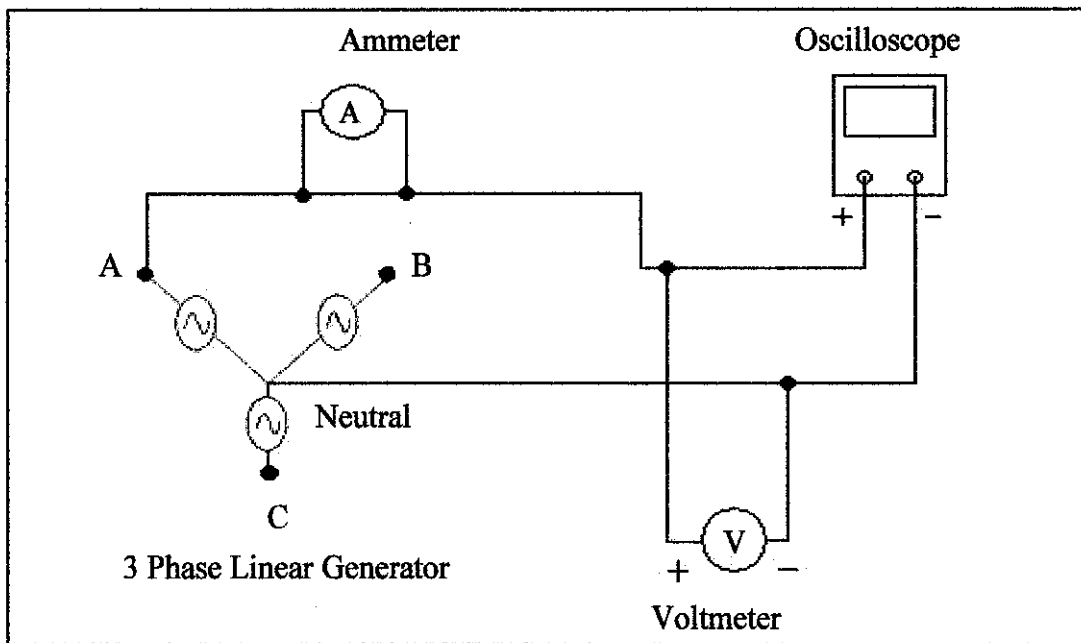 Ammeter
Oscilloscope
A
+ −
A
B
Neutral
C
V
+ −
3 Phase Linear Generator
Voltmeter